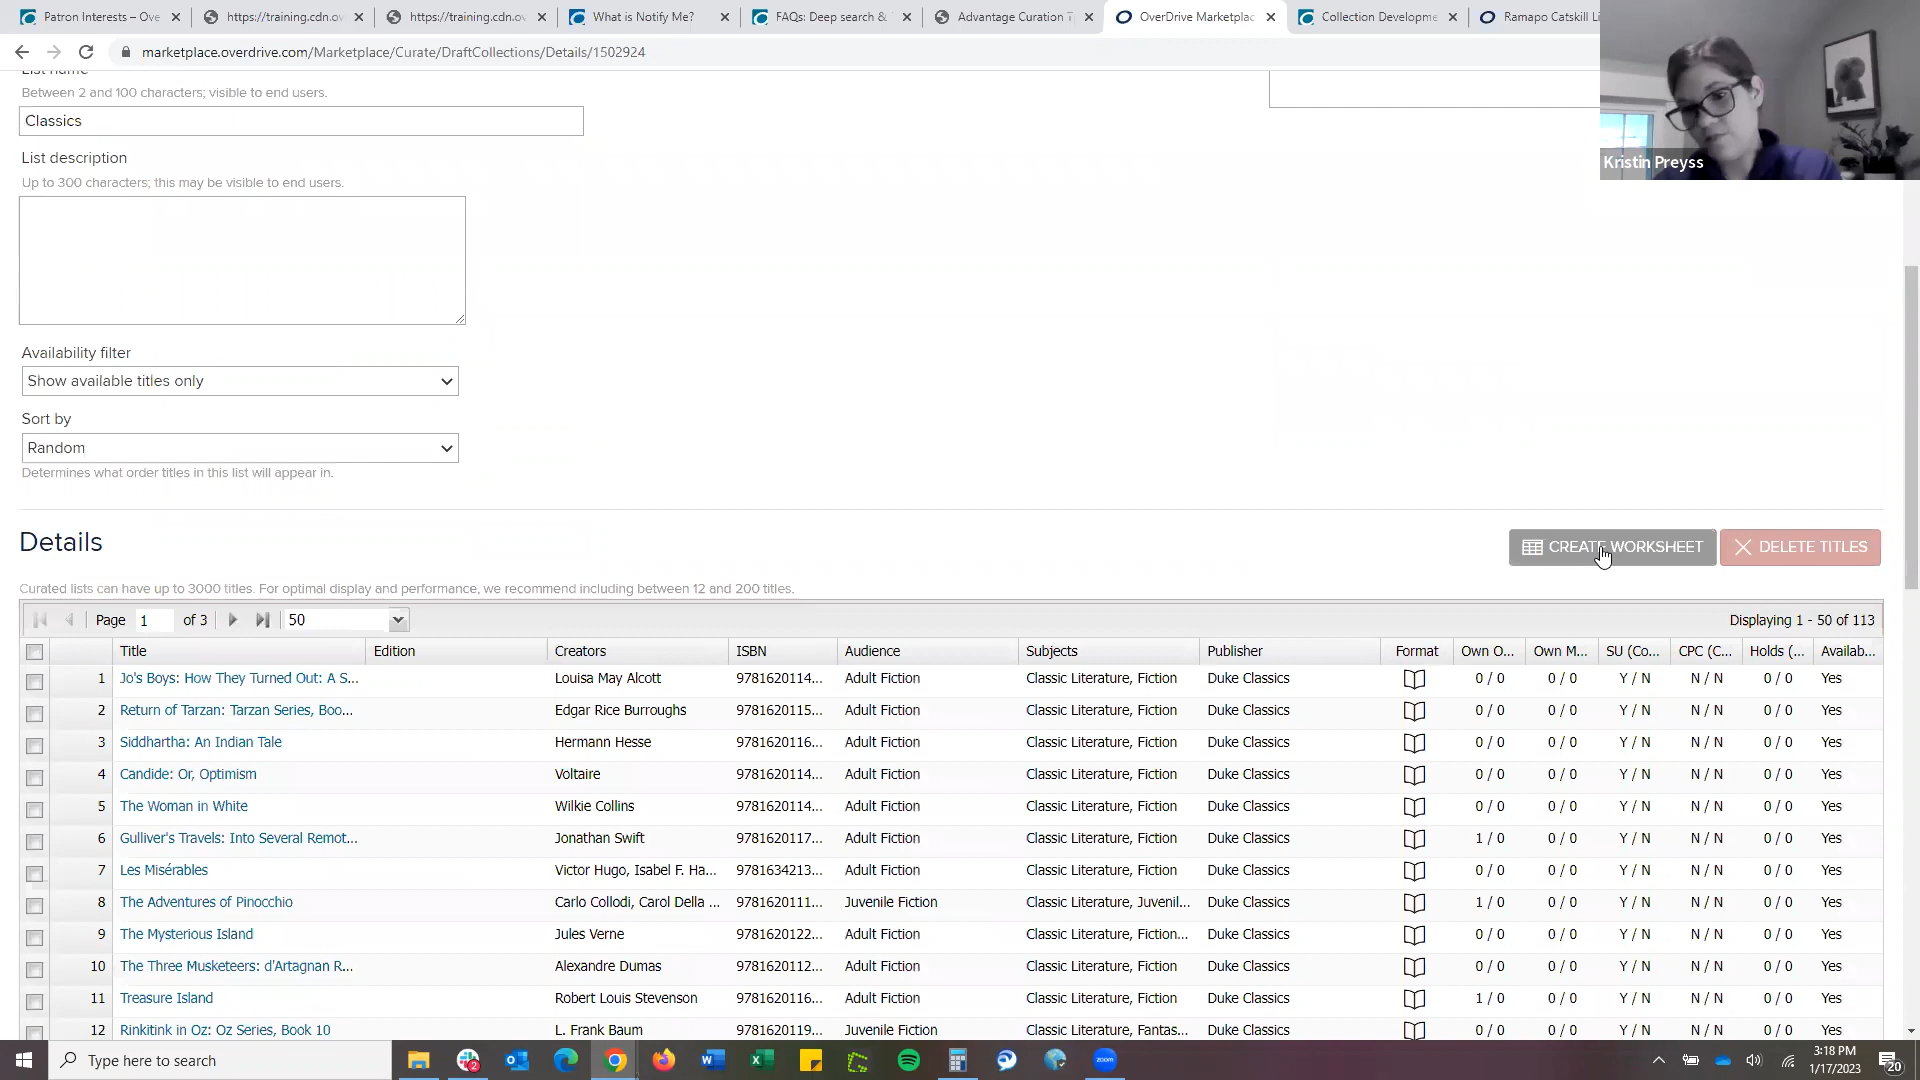 Patron Interests – Ove
https://training.cdn.ov
https://training.cdn.ov
What is Notify Me?
FAQs: Deep search &
Advantage Curation T
OverDrive Marketplac
Collection Developme
Ramapo Catskill Li
marketplace.overdrive.com/Marketplace/Curate/DraftCollections/Details/1502924
List name
Between 2 and 100 characters; visible to end users.
Classics
Kristin Preyss
List description
Up to 300 characters; this may be visible to end users.
Availability filter
Show available titles only
Sort by
Random
Determines what order titles in this list will appear in.
Details
CREATE WORKSHEET
DELETE TITLES
Curated lists can have up to 3000 titles. For optimal display and performance, we recommend including between 12 and 200 titles.
Page 1 of 3 50 Displaying 1 - 50 of 113
Title Edition Creators ISBN Audience Subjects Publisher Format Own O... Own M... SU (Co... CPC (C... Holds (... Availab...
1 Jo's Boys: How They Turned Out: A S... Louisa May Alcott 9781620114... Adult Fiction Classic Literature, Fiction Duke Classics 0 / 0 0 / 0 Y / N N / N 0 / 0 Yes
2 Return of Tarzan: Tarzan Series, Boo... Edgar Rice Burroughs 9781620115... Adult Fiction Classic Literature, Fiction Duke Classics 0 / 0 0 / 0 Y / N N / N 0 / 0 Yes
3 Siddhartha: An Indian Tale Hermann Hesse 9781620116... Adult Fiction Classic Literature, Fiction Duke Classics 0 / 0 0 / 0 Y / N N / N 0 / 0 Yes
4 Candide: Or, Optimism Voltaire 9781620114... Adult Fiction Classic Literature, Fiction Duke Classics 0 / 0 0 / 0 Y / N N / N 0 / 0 Yes
5 The Woman in White Wilkie Collins 9781620114... Adult Fiction Classic Literature, Fiction Duke Classics 0 / 0 0 / 0 Y / N N / N 0 / 0 Yes
6 Gulliver's Travels: Into Several Remot... Jonathan Swift 9781620117... Adult Fiction Classic Literature, Fiction Duke Classics 1 / 0 0 / 0 Y / N N / N 0 / 0 Yes
7 Les Misérables Victor Hugo, Isabel F. Ha... 9781634213... Adult Fiction Classic Literature, Fiction Duke Classics 0 / 0 0 / 0 Y / N N / N 0 / 0 Yes
8 The Adventures of Pinocchio Carlo Collodi, Carol Della ... 9781620111... Juvenile Fiction Classic Literature, Juvenil... Duke Classics 1 / 0 0 / 0 Y / N N / N 0 / 0 Yes
9 The Mysterious Island Jules Verne 9781620122... Adult Fiction Classic Literature, Fiction... Duke Classics 0 / 0 0 / 0 Y / N N / N 0 / 0 Yes
10 The Three Musketeers: d'Artagnan R... Alexandre Dumas 9781620112... Adult Fiction Classic Literature, Fiction Duke Classics 0 / 0 0 / 0 Y / N N / N 0 / 0 Yes
11 Treasure Island Robert Louis Stevenson 9781620116... Adult Fiction Classic Literature, Fiction Duke Classics 1 / 0 0 / 0 Y / N N / N 0 / 0 Yes
12 Rinkitink in Oz: Oz Series, Book 10 L. Frank Baum 9781620119... Juvenile Fiction Classic Literature, Fantas... Duke Classics 0 / 0 0 / 0 Y / N N / N 0 / 0 Yes
Type here to search
zoom
3:18 PM
1/17/2023
20